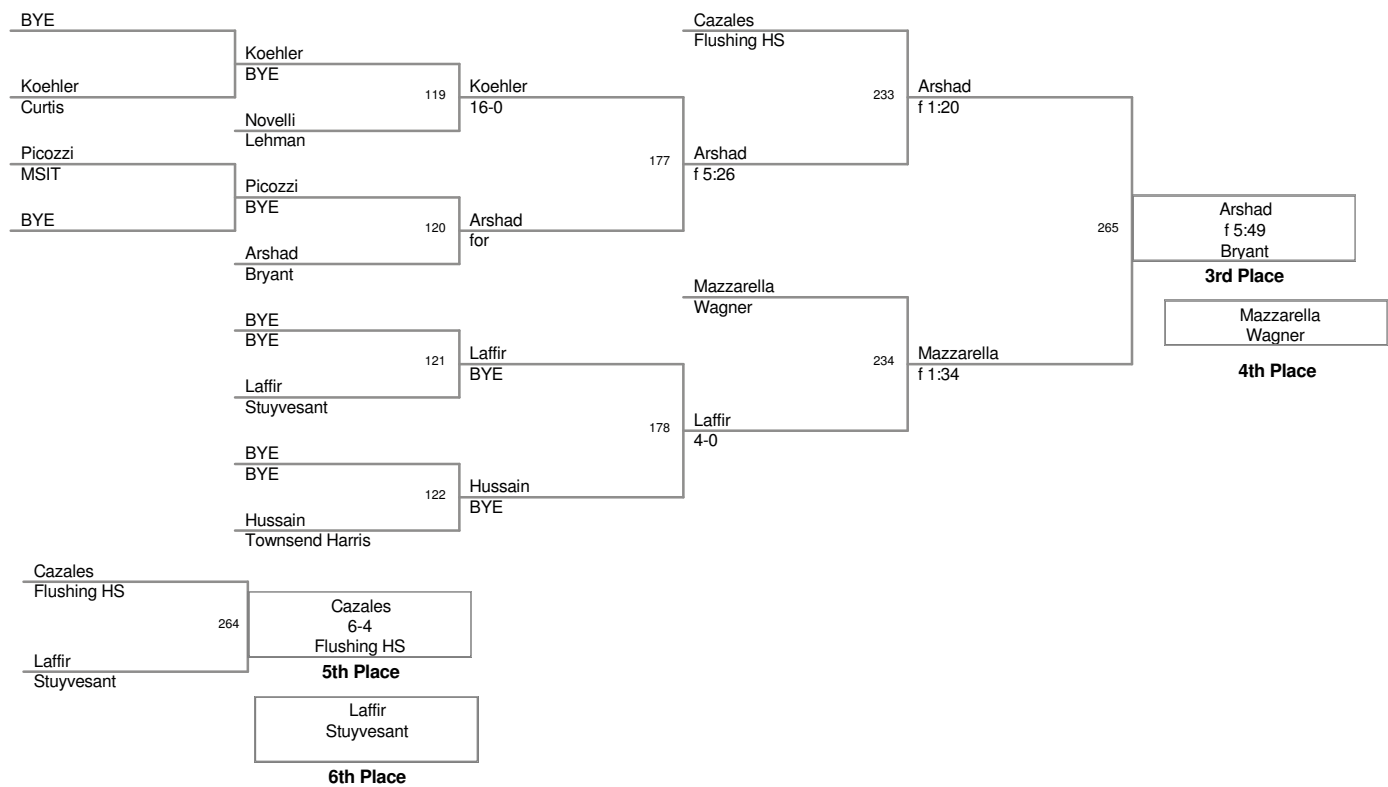 BYE
Koehler
Curtis
Picozzi
MSIT
BYE
Koehler
BYE
119
Novelli
Lehman
Picozzi
BYE
120
Arshad
Bryant
BYE
BYE
121
Laffir
Stuyvesant
BYE
BYE
122
Hussain
Townsend Harris
Koehler
16-0
177
Arshad
for
Laffir
BYE
178
Hussain
BYE
Cazales
Flushing HS
233
Arshad
f 5:26
Mazzarella
Wagner
234
Laffir
4-0
Arshad
f 1:20
265
Mazzarella
f 1:34
Arshad
f 5:49
Bryant
3rd Place
Mazzarella
Wagner
4th Place
Cazales
Flushing HS
264
Laffir
Stuyvesant
Cazales
6-4
Flushing HS
5th Place
Laffir
Stuyvesant
6th Place